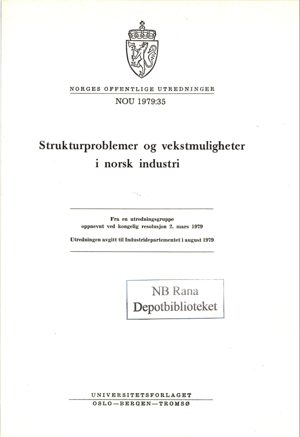 NORGES OFFENTLIGE UTREDNINGER
NOU 1979:35
Strukturproblemer og vekstmuligheter
i norsk industri
Fra en utredningsgruppe
oppnevnt ved kongelig resolusjon 2. mars 1979
Utredningen avgitt til Industridepartementet i august 1979
NB Rana
Depotbiblioteket
UNIVERSITETSFORLAGET
OSLO—BERGEN—TROMSØ